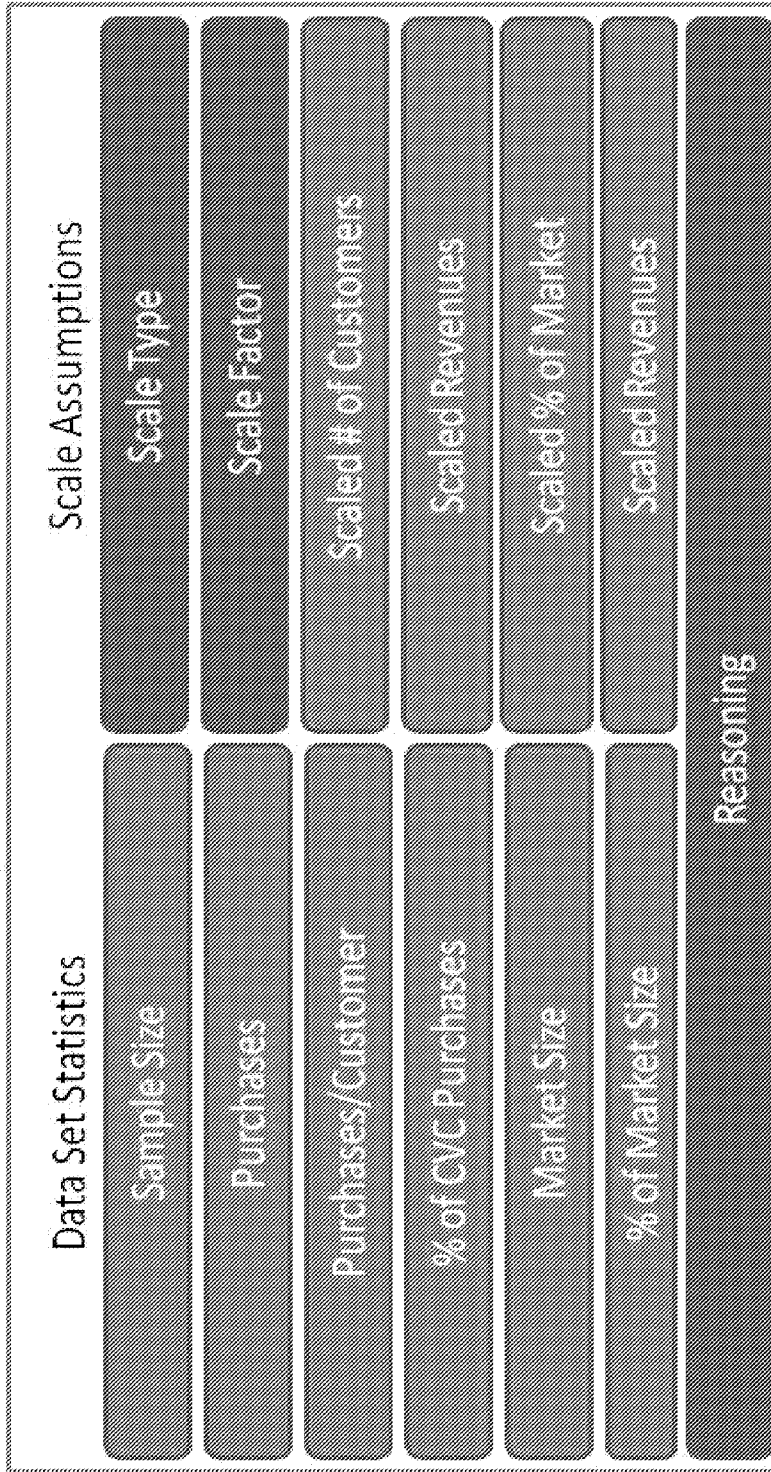 Data Set Statistics
Scale Assumptions
Sample Size
Scale Type
Purchases
Scale Factor
Purchases/Customer
Scaled # of Customers
% of CVC Purchases
Scaled Revenues
Market Size
Scaled % of Market
% of Market Size
Scaled Revenues
Reasoning